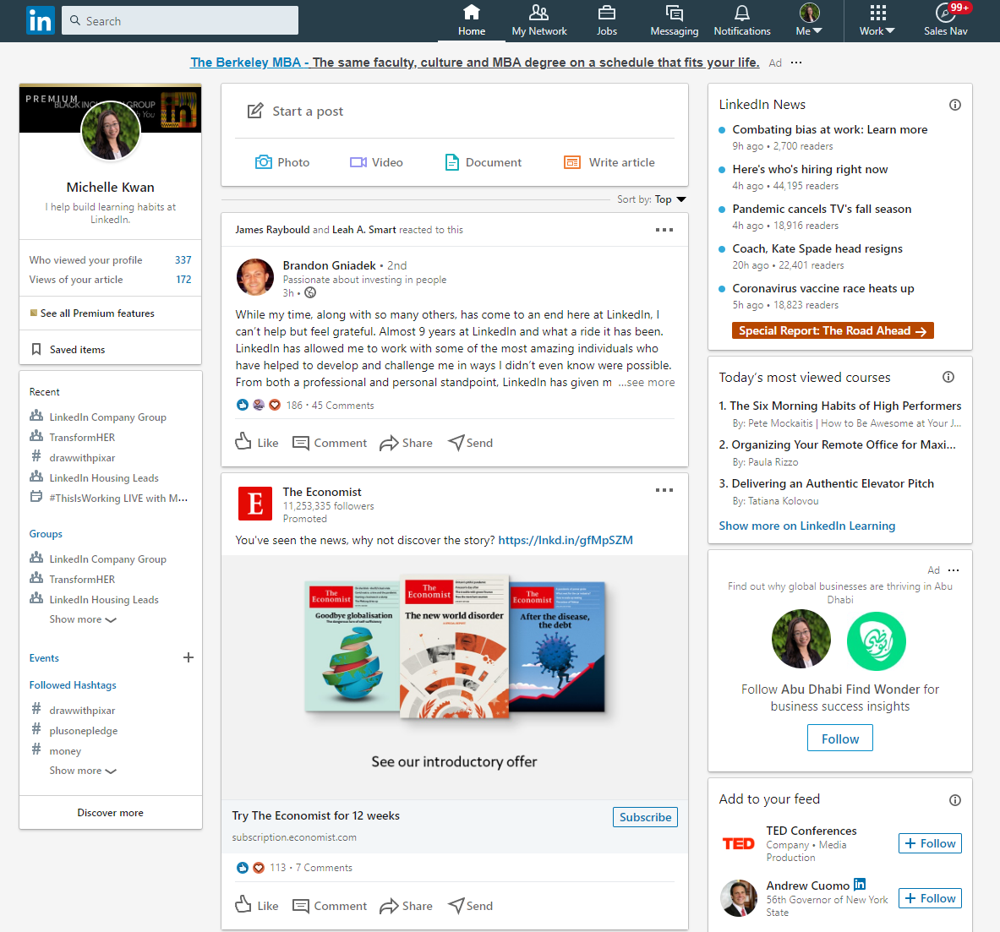 in
Search
Home
My Network
Jobs
Messaging
Notifications
Me
Work
99+
Sales Nav
The Berkeley MBA - The same faculty, culture and MBA degree on a schedule that fits your life. Ad
PREMIUM
BLACK INC GROUP
in
h You
Michelle Kwan
I help build learning habits at
LinkedIn.
Who viewed your profile 337
Views of your article 172
See all Premium features
Saved items
Recent
LinkedIn Company Group
TransformHER
# drawwithpixar
LinkedIn Housing Leads
#ThisIsWorking LIVE with M...
Groups
LinkedIn Company Group
TransformHER
LinkedIn Housing Leads
Show more
Events +
Followed Hashtags
# drawwithpixar
# plusonepledge
# money
Show more
Discover more
Start a post
Photo
Video
Document
Write article
Sort by: Top
James Raybould and Leah A. Smart reacted to this
Brandon Gniadek • 2nd
Passionate about investing in people
3h •
While my time, along with so many others, has come to an end here at LinkedIn, I
can't help but feel grateful. Almost 9 years at LinkedIn and what a ride it has been.
LinkedIn has allowed me to work with some of the most amazing individuals who
have helped to develop and challenge me in ways I didn't even know were possible.
From both a professional and personal standpoint, LinkedIn has given m ...see more
186 • 45 Comments
Like
Comment
Share
Send
E
The Economist
11,253,335 followers
Promoted
You've seen the news, why not discover the story? https://lnkd.in/gfMpSZM
The
Economist
Goodbye globalisation
The dangerous lure of self-sufficiency
The
Economist
The new world disorder
A SPECIAL REPORT
The
Economist
After the disease,
the debt
See our introductory offer
Try The Economist for 12 weeks
subscription.economist.com
Subscribe
113 • 7 Comments
Like
Comment
Share
Send
LinkedIn News
Combating bias at work: Learn more
9h ago • 2,700 readers
Here's who's hiring right now
4h ago • 44,195 readers
Pandemic cancels TV's fall season
4h ago • 18,916 readers
Coach, Kate Spade head resigns
20h ago • 22,401 readers
Coronavirus vaccine race heats up
5h ago • 18,823 readers
Special Report: The Road Ahead →
Today's most viewed courses
1. The Six Morning Habits of High Performers
By: Pete Mockaitis | How to Be Awesome at Your J...
2. Organizing Your Remote Office for Maxi...
By: Paula Rizzo
3. Delivering an Authentic Elevator Pitch
By: Tatiana Kolovou
Show more on LinkedIn Learning
Ad
Find out why global businesses are thriving in Abu
Dhabi
Follow Abu Dhabi Find Wonder for
business success insights
Follow
Add to your feed
TED
TED Conferences
Company • Media
Production
+ Follow
Andrew Cuomo in
56th Governor of New York
State
+ Follow